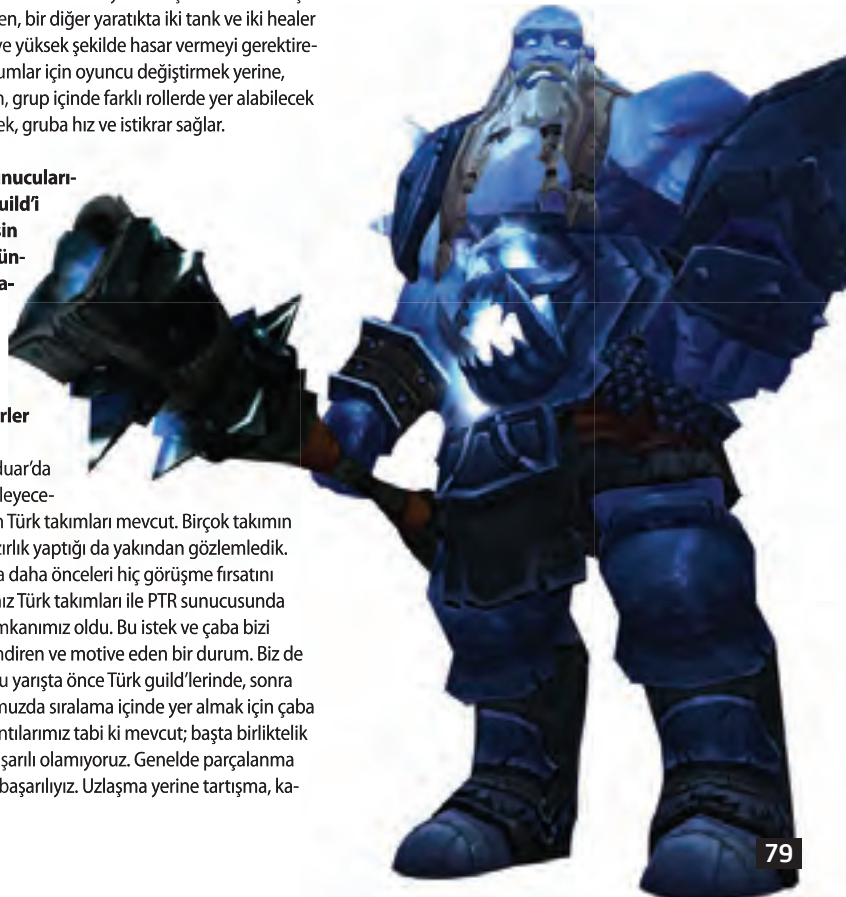 en, bir diğer yaratıkta iki tank ve iki healer
ve yüksek şekilde hasar vermeyi gerektire-
umlar için oyuncu değiştirmek yerine,
n, grup içinde farklı rollerde yer alabilecek
ek, gruba hız ve istikrar sağlar.
nucuları-
uild'i
sin
ün-
a-
rler
duar'da
leyece-
n Türk takımları mevcut. Birçok takımın
zırlık yaptığı da yakından gözlemledik.
a daha önceleri hiç görüşme fırsatını
ız Türk takımları ile PTR sunucusunda
mkanımız oldu. Bu istek ve çaba bizi
ndiren ve motive eden bir durum. Biz de
u yarışta önce Türk guild'lerinde, sonra
muzda sıralama içinde yer almak için çaba
ntılarımız tabi ki mevcut; başta birliktelik
şarılı olamıyoruz. Genelde parçalanma
başarılıyız. Uzlaşma yerine tartışma, ka-
79